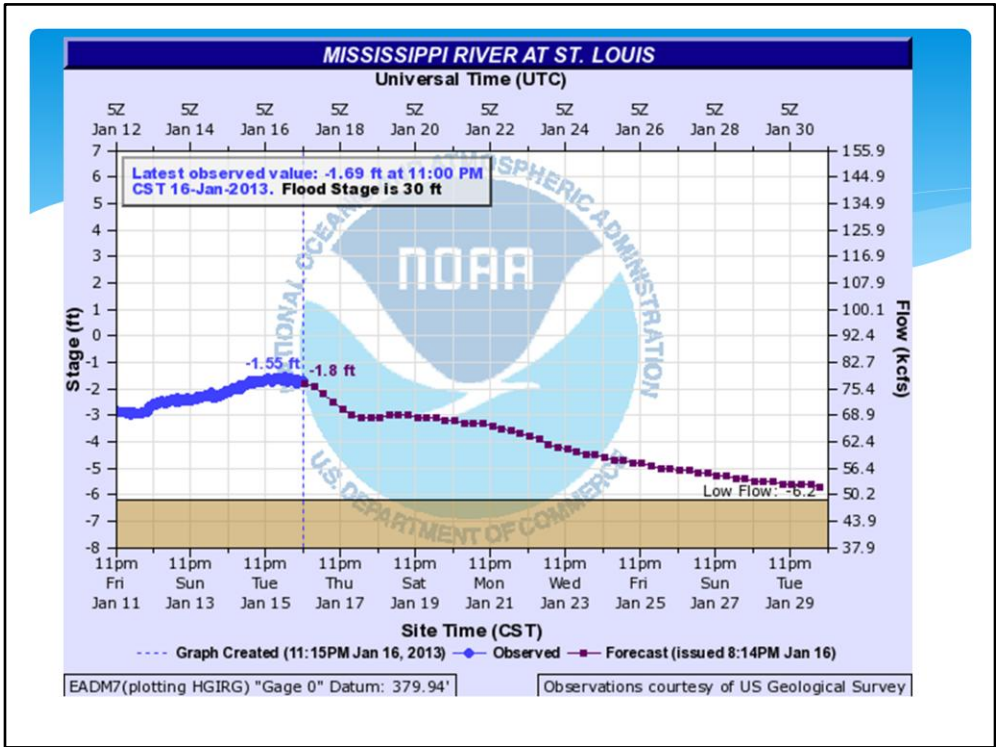 MISSISSIPPI RIVER AT ST. LOUIS
Universal Time (UTC)
5Z 5Z 5Z 5Z 5Z 5Z 5Z 5Z 5Z 5Z
Jan 12 Jan 14 Jan 16 Jan 18 Jan 20 Jan 22 Jan 24 Jan 26 Jan 28 Jan 30
Latest observed value: -1.69 ft at 11:00 PM
CST 16-Jan-2013. Flood Stage is 30 ft
7 155.9
6 144.9
5 134.9
4 125.9
3 116.9
2 107.9
1 100.1
0 92.4
-1 82.7
-2 75.4
-3 68.9
-4 62.4
-5 56.4
-6 50.2
-7 43.9
-8 37.9
Stage (ft)
Flow (kcfs)
NATIONAL OCEANIC AND ATMOSPHERIC ADMINISTRATION
NOAA
U.S. DEPARTMENT OF COMMERCE
-1.55 ft
-1.8 ft
Low Flow: -6.2
11pm 11pm 11pm 11pm 11pm 11pm 11pm 11pm 11pm 11pm
Fri Sun Tue Thu Sat Mon Wed Fri Sun Tue
Jan 11 Jan 13 Jan 15 Jan 17 Jan 19 Jan 21 Jan 23 Jan 25 Jan 27 Jan 29
Site Time (CST)
Graph Created (11:15PM Jan 16, 2013) Observed Forecast (issued 8:14PM Jan 16)
EADM7(plotting HGIRG) "Gage 0" Datum: 379.94'
Observations courtesy of US Geological Survey